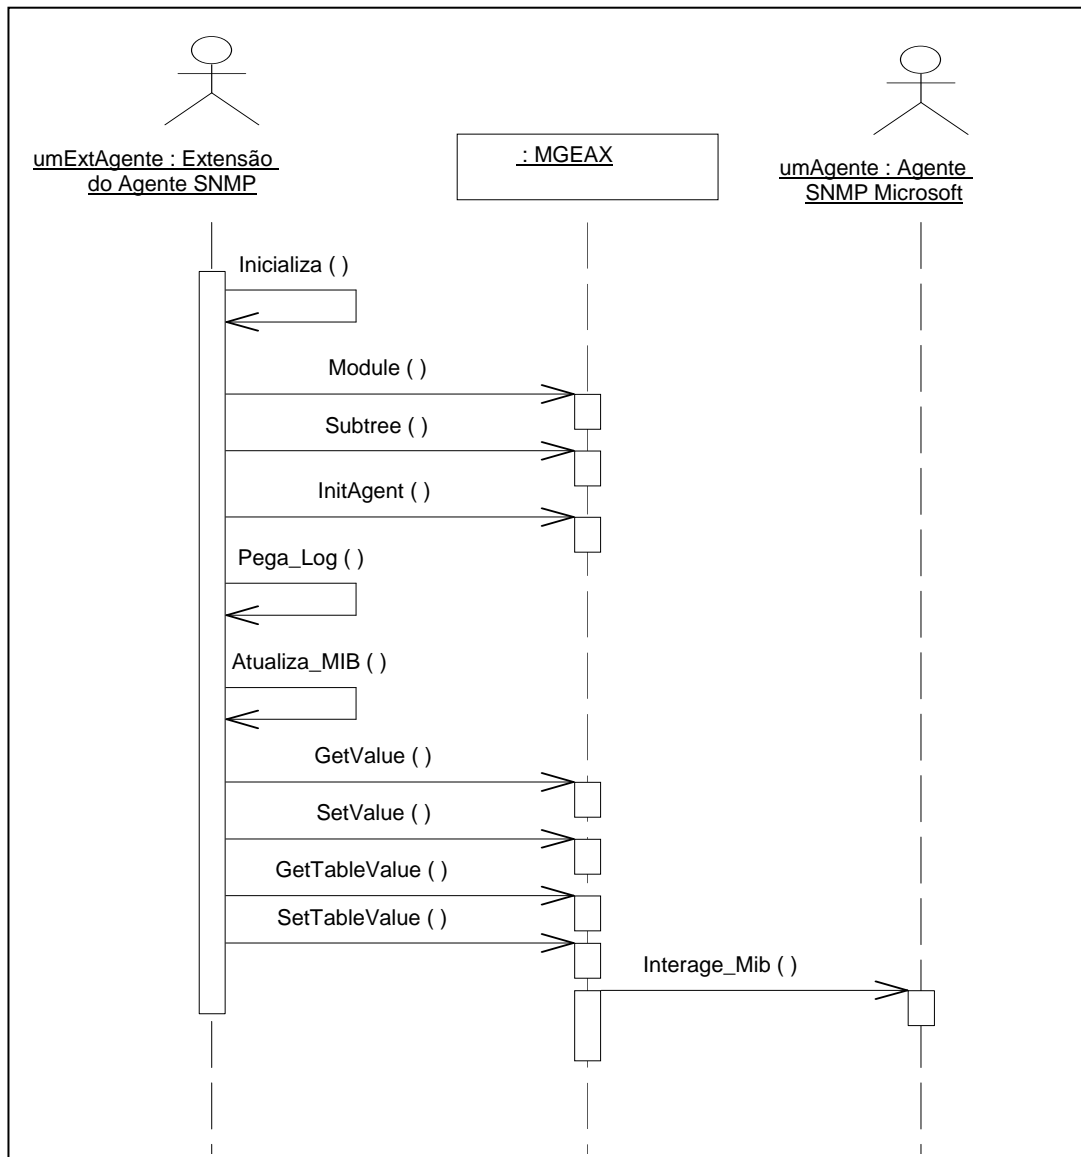 umExtAgente : Extensão
do Agente SNMP
: MGEAX
umAgente : Agente
SNMP Microsoft
Inicializa ( )
Module ( )
Subtree ( )
InitAgent ( )
Pega_Log ( )
Atualiza_MIB ( )
GetValue ( )
SetValue ( )
GetTableValue ( )
SetTableValue ( )
Interage_Mib ( )